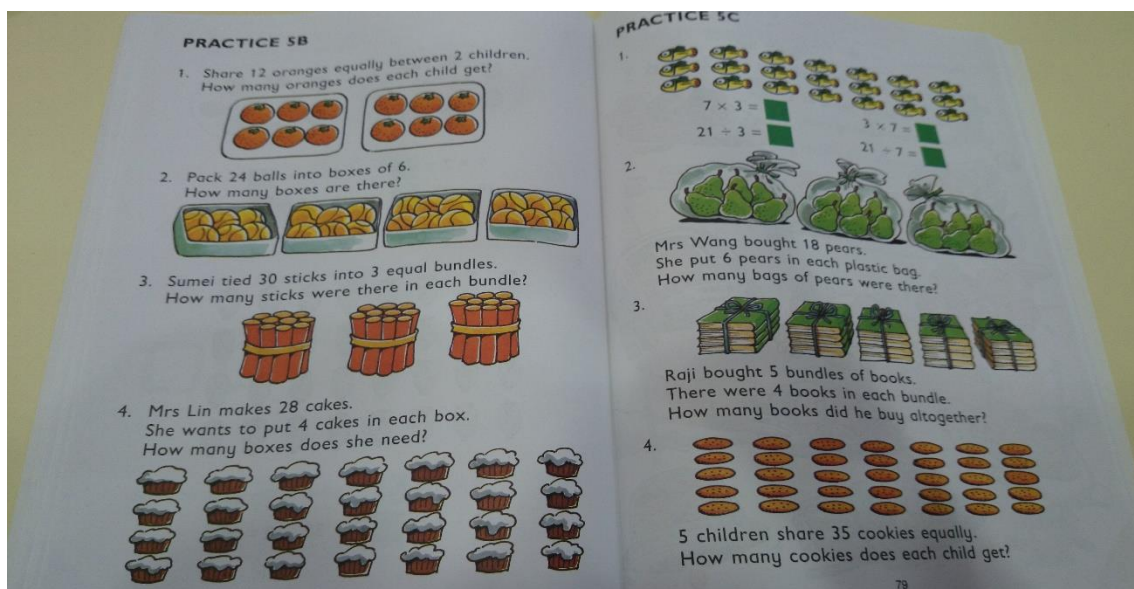 PRACTICE 5B
1. Share 12 oranges equally between 2 children.
How many oranges does each child get?
2. Pack 24 balls into boxes of 6.
How many boxes are there?
3. Sumei tied 30 sticks into 3 equal bundles.
How many sticks were there in each bundle?
4. Mrs Lin makes 28 cakes.
She wants to put 4 cakes in each box.
How many boxes does she need?
PRACTICE 5C
1.
7 × 3 =
3 × 7 =
21 ÷ 3 =
21 ÷ 7 =
2.
Mrs Wang bought 18 pears.
She put 6 pears in each plastic bag.
How many bags of pears were there?
3.
Raji bought 5 bundles of books.
There were 4 books in each bundle.
How many books did he buy altogether?
4.
5 children share 35 cookies equally.
How many cookies does each child get?
79